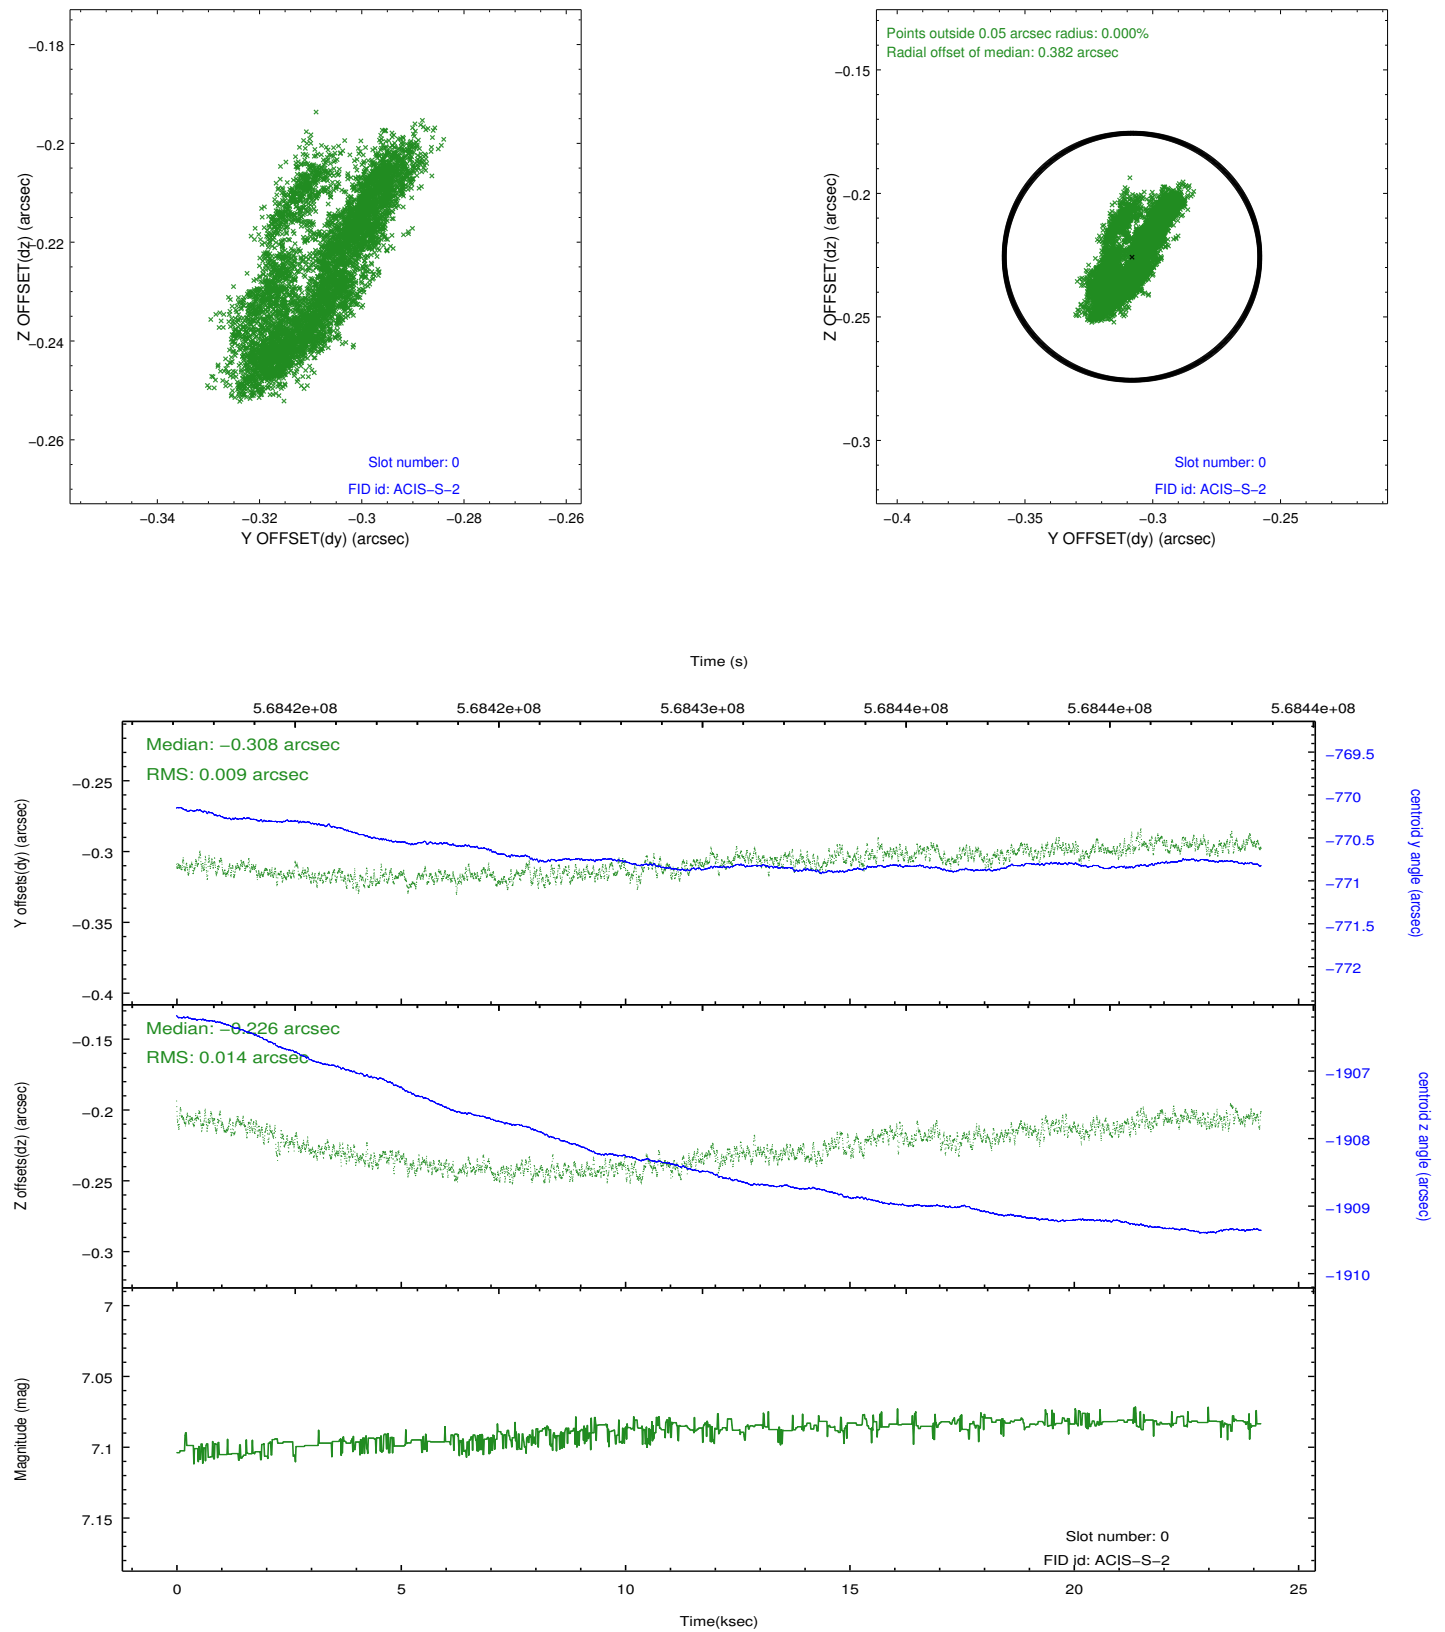 −0.18
−0.2
−0.22
−0.24
−0.26
Z OFFSET(dz) (arcsec)
Slot number: 0
FID id: ACIS−S−2
−0.34
−0.32
−0.3
−0.28
−0.26
Y OFFSET(dy) (arcsec)
Points outside 0.05 arcsec radius: 0.000%
Radial offset of median: 0.382 arcsec
−0.15
−0.2
−0.25
−0.3
Z OFFSET(dz) (arcsec)
Slot number: 0
FID id: ACIS−S−2
−0.4
−0.35
−0.3
−0.25
Y OFFSET(dy) (arcsec)
Time (s)
5.6842e+08
5.6842e+08
5.6843e+08
5.6844e+08
5.6844e+08
5.6844e+08
Median: −0.308 arcsec
RMS: 0.009 arcsec
−0.25
−0.3
−0.35
−0.4
Y offsets(dy) (arcsec)
−769.5
−770
−770.5
−771
−771.5
−772
centroid y angle (arcsec)
Median: −0.226 arcsec
RMS: 0.014 arcsec
−0.15
−0.2
−0.25
−0.3
Z offsets(dz) (arcsec)
−1907
−1908
−1909
−1910
centroid z angle (arcsec)
7
7.05
7.1
7.15
Magnitude (mag)
Slot number: 0
FID id: ACIS−S−2
0
5
10
15
20
25
Time(ksec)